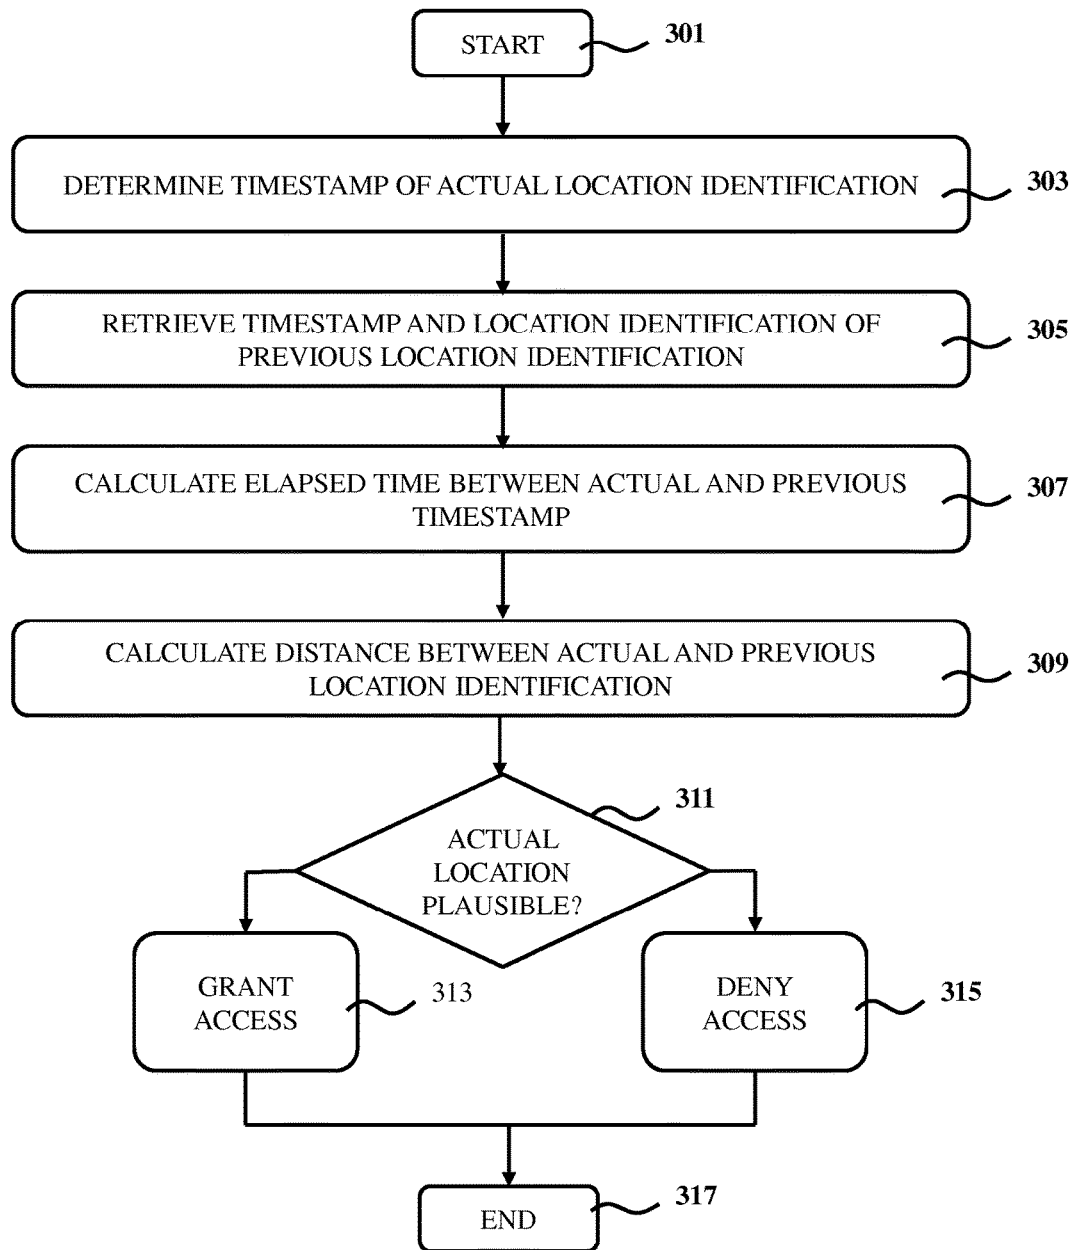 START
301
DETERMINE TIMESTAMP OF ACTUAL LOCATION IDENTIFICATION
303
RETRIEVE TIMESTAMP AND LOCATION IDENTIFICATION OF
PREVIOUS LOCATION IDENTIFICATION
305
CALCULATE ELAPSED TIME BETWEEN ACTUAL AND PREVIOUS
TIMESTAMP
307
CALCULATE DISTANCE BETWEEN ACTUAL AND PREVIOUS
LOCATION IDENTIFICATION
309
311
ACTUAL
LOCATION
PLAUSIBLE?
GRANT
ACCESS
313
DENY
ACCESS
315
END
317